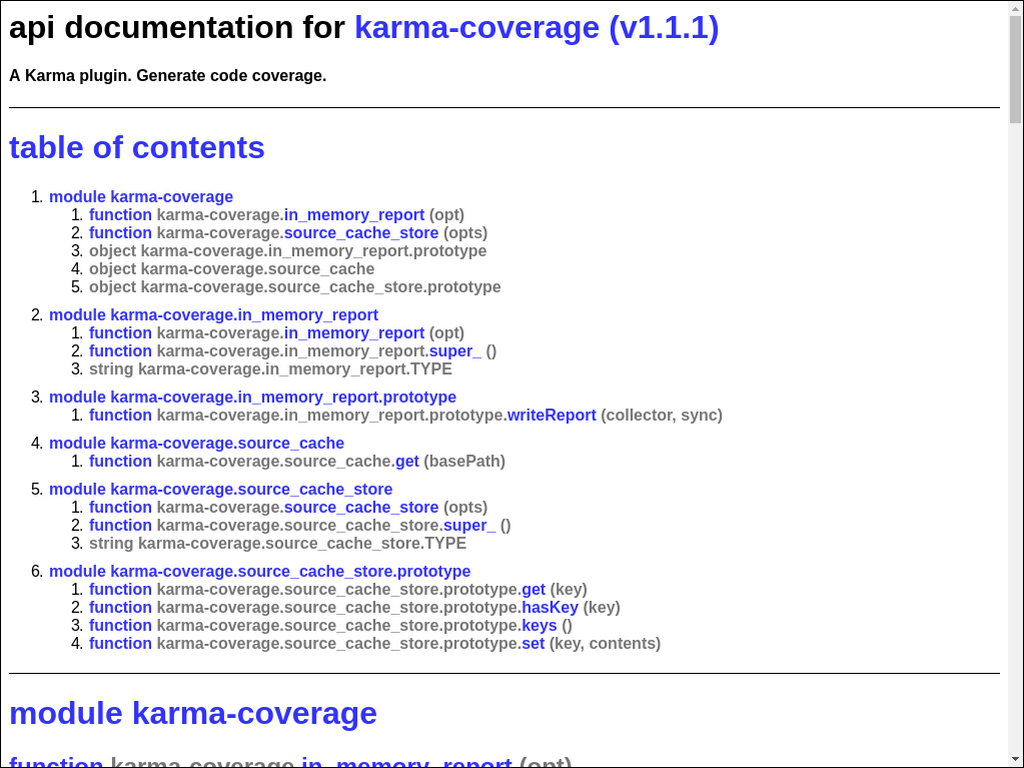 api documentation for karma-coverage (v1.1.1)
A Karma plugin. Generate code coverage.
table of contents
1. module karma-coverage
1. function karma-coverage.in_memory_report (opt)
2. function karma-coverage.source_cache_store (opts)
3. object karma-coverage.in_memory_report.prototype
4. object karma-coverage.source_cache
5. object karma-coverage.source_cache_store.prototype
2. module karma-coverage.in_memory_report
1. function karma-coverage.in_memory_report (opt)
2. function karma-coverage.in_memory_report.super_ ()
3. string karma-coverage.in_memory_report.TYPE
3. module karma-coverage.in_memory_report.prototype
1. function karma-coverage.in_memory_report.prototype.writeReport (collector, sync)
4. module karma-coverage.source_cache
1. function karma-coverage.source_cache.get (basePath)
5. module karma-coverage.source_cache_store
1. function karma-coverage.source_cache_store (opts)
2. function karma-coverage.source_cache_store.super_ ()
3. string karma-coverage.source_cache_store.TYPE
6. module karma-coverage.source_cache_store.prototype
1. function karma-coverage.source_cache_store.prototype.get (key)
2. function karma-coverage.source_cache_store.prototype.hasKey (key)
3. function karma-coverage.source_cache_store.prototype.keys ()
4. function karma-coverage.source_cache_store.prototype.set (key, contents)
module karma-coverage
function karma-coverage.in_memory_report (opt)